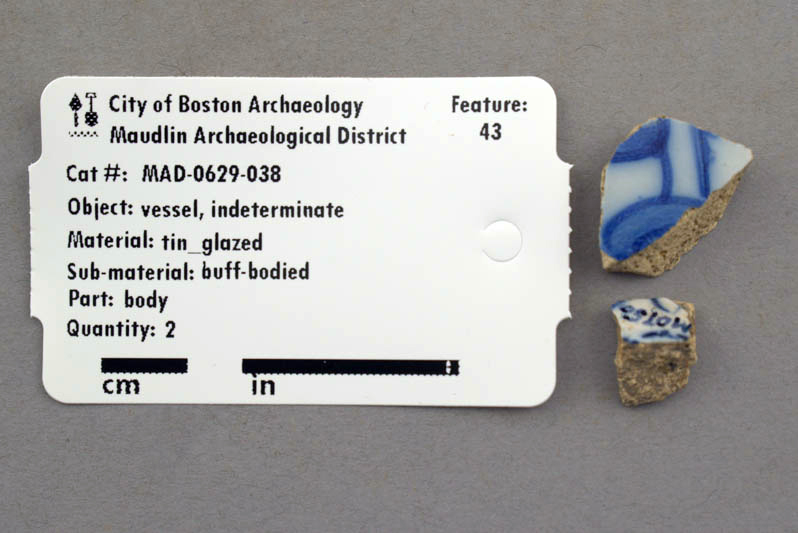 City of Boston Archaeology
Maudlin Archaeological District
Feature:
43
Cat #: MAD-0629-038
Object: vessel, indeterminate
Material: tin_glazed
Sub-material: buff-bodied
Part: body
Quantity: 2
cm
in